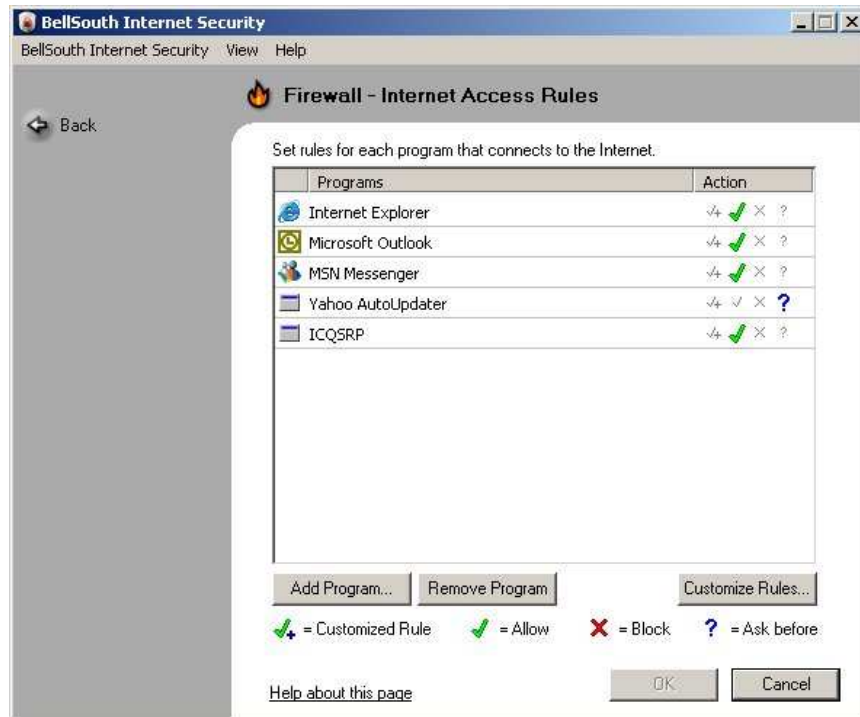 BellSouth Internet Security
BellSouth Internet Security View Help
Firewall - Internet Access Rules
Back
Set rules for each program that connects to the Internet.
Programs Action
Internet Explorer
Microsoft Outlook
MSN Messenger
Yahoo AutoUpdater ?
ICQSRP
Add Program... Remove Program Customize Rules...
= Customized Rule = Allow = Block ? = Ask before
Help about this page OK Cancel